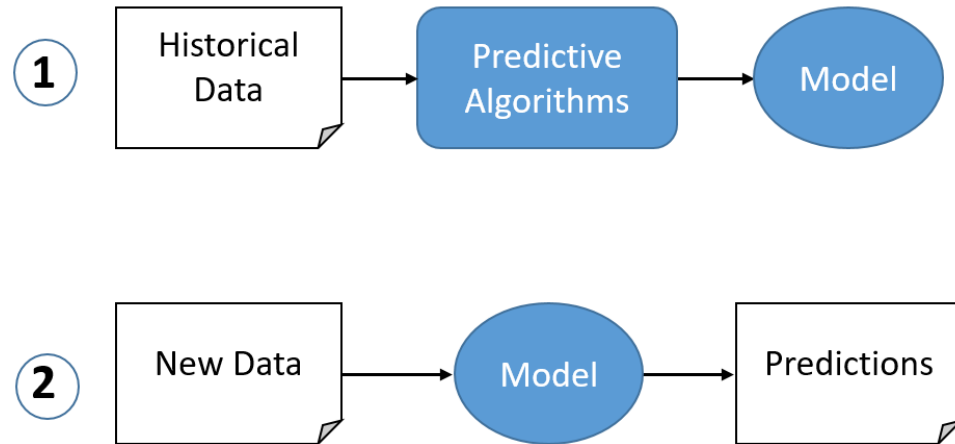 1
Historical
Data
Predictive
Algorithms
Model
2
New Data
Model
Predictions